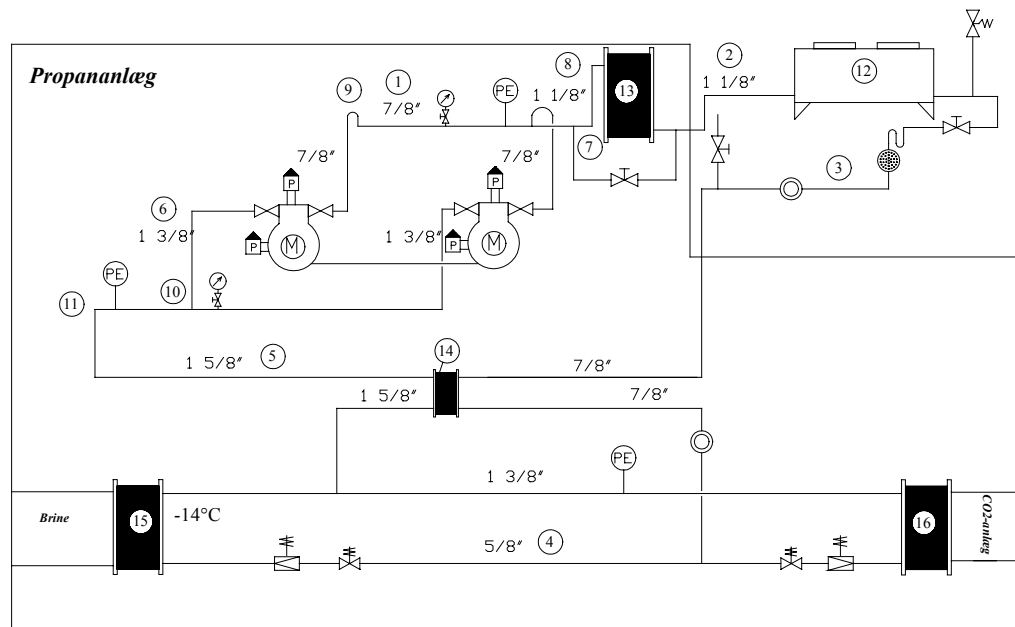 Propananlæg
1
7/8"
9
PE
1 1/8"
8
13
2
1 1/8"
12
7
3
7/8"
7/8"
P
P
6
1 3/8"
P
M
1 3/8"
P
M
PE
10
11
1 5/8"
5
14
7/8"
1 5/8"
7/8"
PE
1 3/8"
Brine
15
-14°C
16
CO2-anlæg
5/8"
4